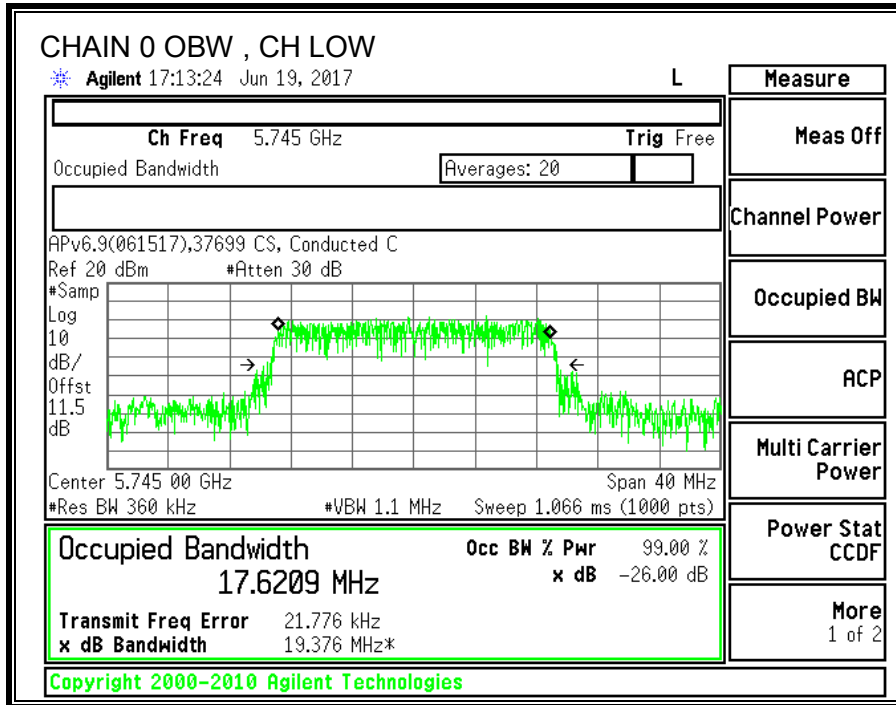 CHAIN 0 OBW , CH LOW
Agilent 17:13:24 Jun 19, 2017 L
Measure
Ch Freq 5.745 GHz Trig Free
Meas Off
Occupied Bandwidth Averages: 20
Channel Power
APv6.9(061517),37699 CS, Conducted C
Ref 20 dBm #Atten 30 dB
#Samp
Log
10
dB/
Offst
11.5
dB
Occupied BW
ACP
Center 5.745 00 GHz Span 40 MHz
#Res BW 360 kHz #VBW 1.1 MHz Sweep 1.066 ms (1000 pts)
Multi Carrier
Power
Occupied Bandwidth Occ BW % Pwr 99.00 %
17.6209 MHz x dB -26.00 dB
Transmit Freq Error 21.776 kHz
x dB Bandwidth 19.376 MHz*
Power Stat
CCDF
More
1 of 2
Copyright 2000-2010 Agilent Technologies